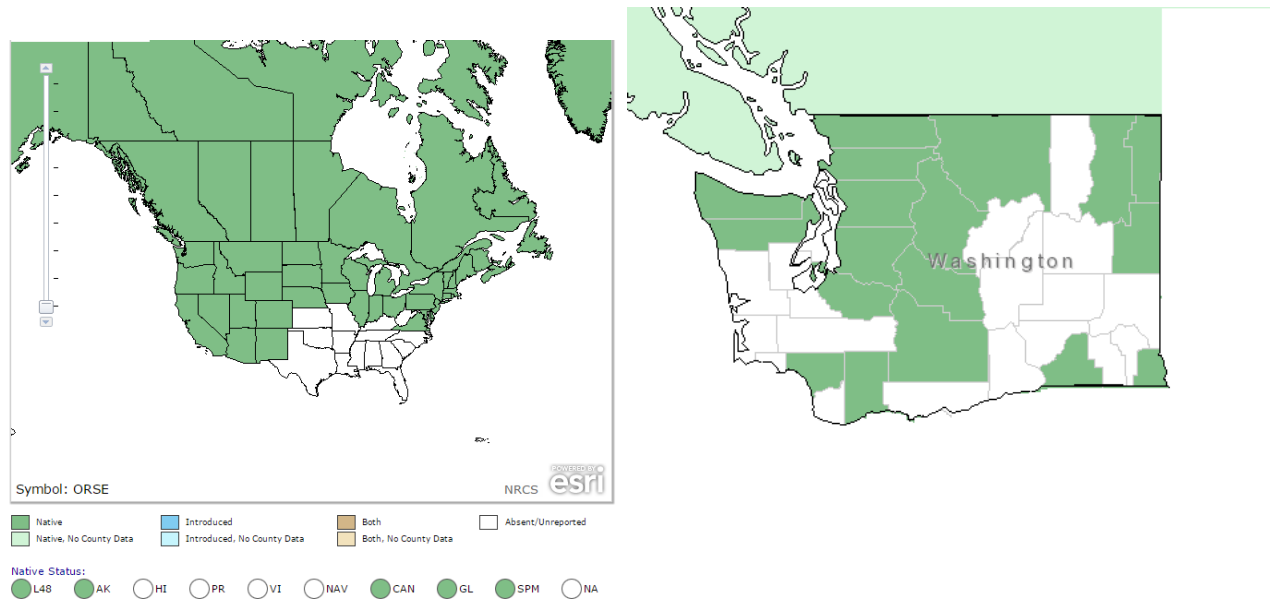 Washington
Symbol: ORSE
NRCS
POWERED BY
esri
Native
Introduced
Both
Absent/Unreported
Native, No County Data
Introduced, No County Data
Both, No County Data
Native Status:
L48 AK HI PR VI NAV CAN GL SPM NA